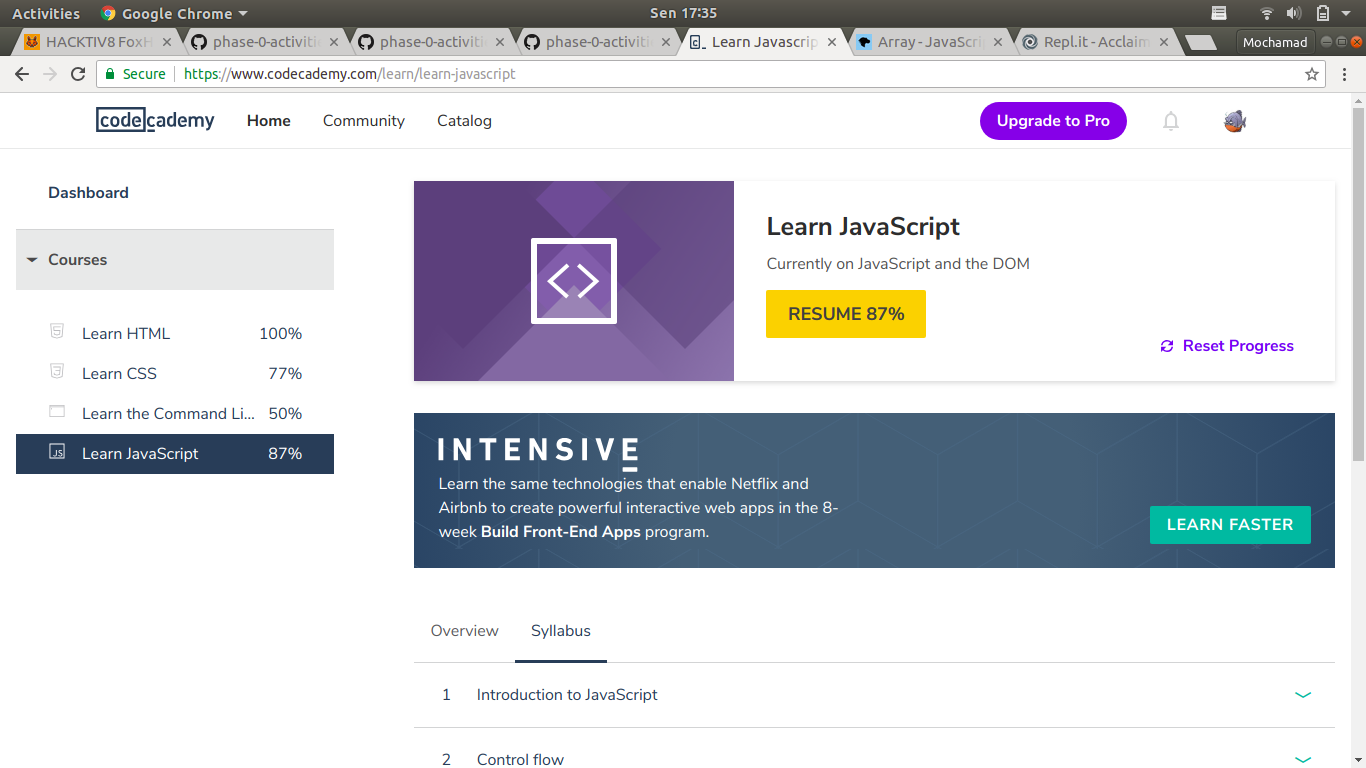 Activities
Google Chrome
Sen 17:35
HACKTIV8 FoxH
phase-0-activiti
phase-0-activiti
phase-0-activiti
Learn Javascrip
Array - JavaScri
Repl.it - Acclaim
Mochamad
Secure
https://www.codecademy.com/learn/learn-javascript
codecademy
Home
Community
Catalog
Upgrade to Pro
Dashboard
Courses
Learn HTML 100%
Learn CSS 77%
Learn the Command Li... 50%
JS Learn JavaScript 87%
Learn JavaScript
Currently on JavaScript and the DOM
RESUME 87%
Reset Progress
INTENSIVE
Learn the same technologies that enable Netflix and
Airbnb to create powerful interactive web apps in the 8-
week Build Front-End Apps program.
LEARN FASTER
Overview
Syllabus
1 Introduction to JavaScript
2 Control flow